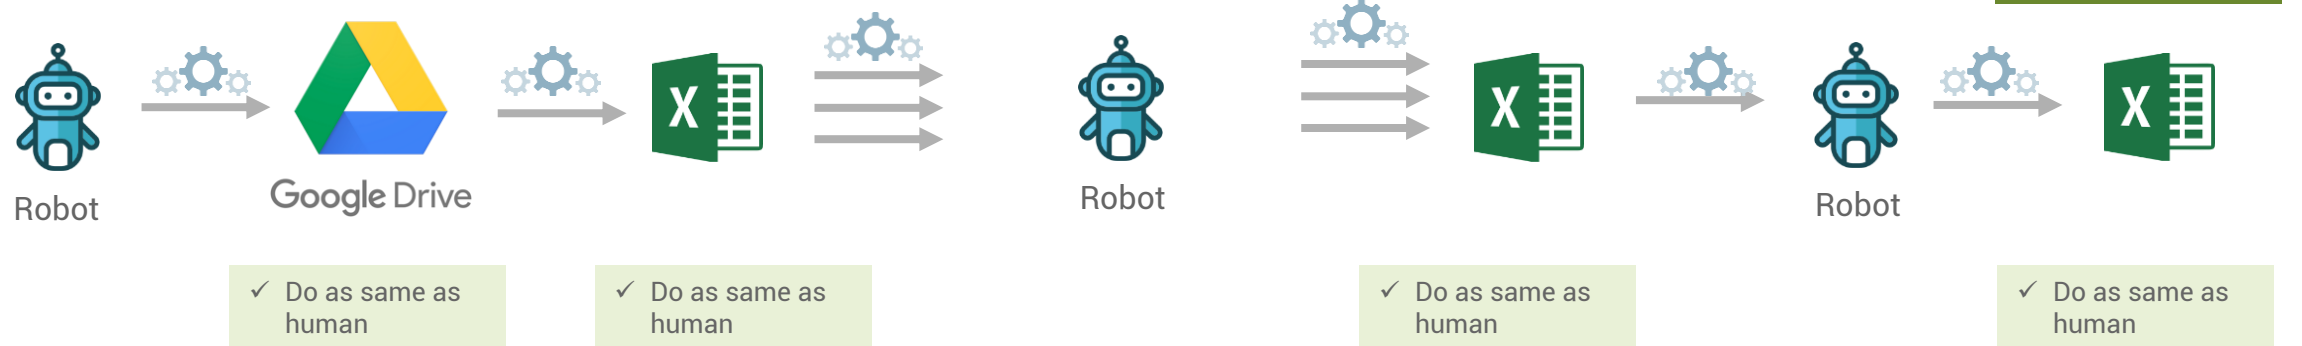 Robot
Google Drive
Robot
Robot
X
X
X
✓ Do as same as
human
✓ Do as same as
human
✓ Do as same as
human
✓ Do as same as
human